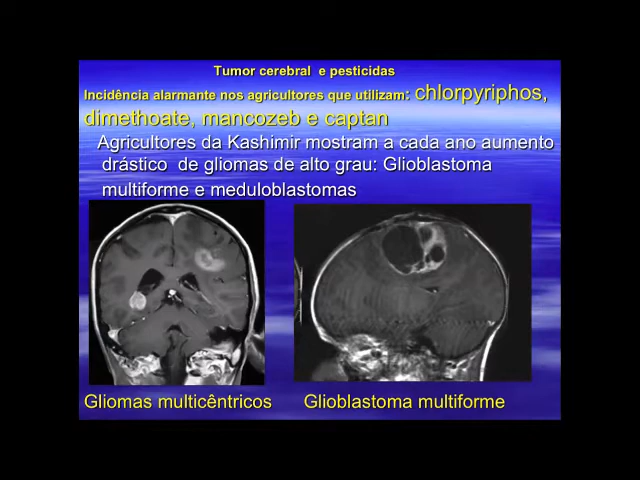 Tumor cerebral e pesticidas
Incidência alarmante nos agricultores que utilizam: chlorpyriphos,
dimethoate, mancozeb e captan
Agricultores da Kashimir mostram a cada ano aumento
drástico de gliomas de alto grau: Glioblastoma
multiforme e meduloblastomas
Gliomas multicêntricos
Glioblastoma multiforme